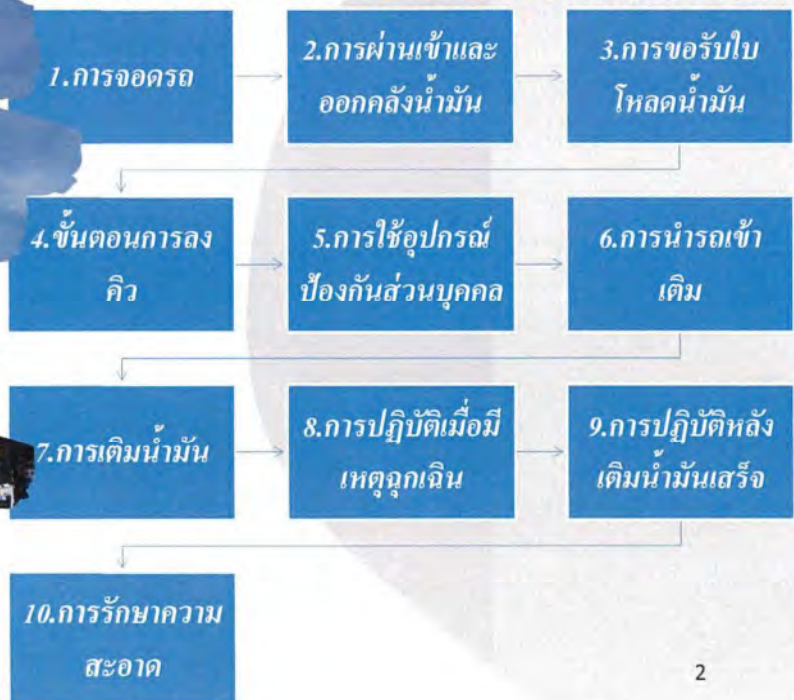 1.การจอดรถ
2.การผ่านเข้าและ
ออกคลังน้ำมัน
3.การขอรับใบ
โหลดน้ำมัน
4.ขั้นตอนการลง
คิว
5.การใช้อุปกรณ์
ป้องกันส่วนบุคคล
6.การนำรถเข้า
เติม
7.การเติมน้ำมัน
8.การปฏิบัติเมื่อมี
เหตุฉุกเฉิน
9.การปฏิบัติหลัง
เติมน้ำมันเสร็จ
10.การรักษาความ
สะอาด
2